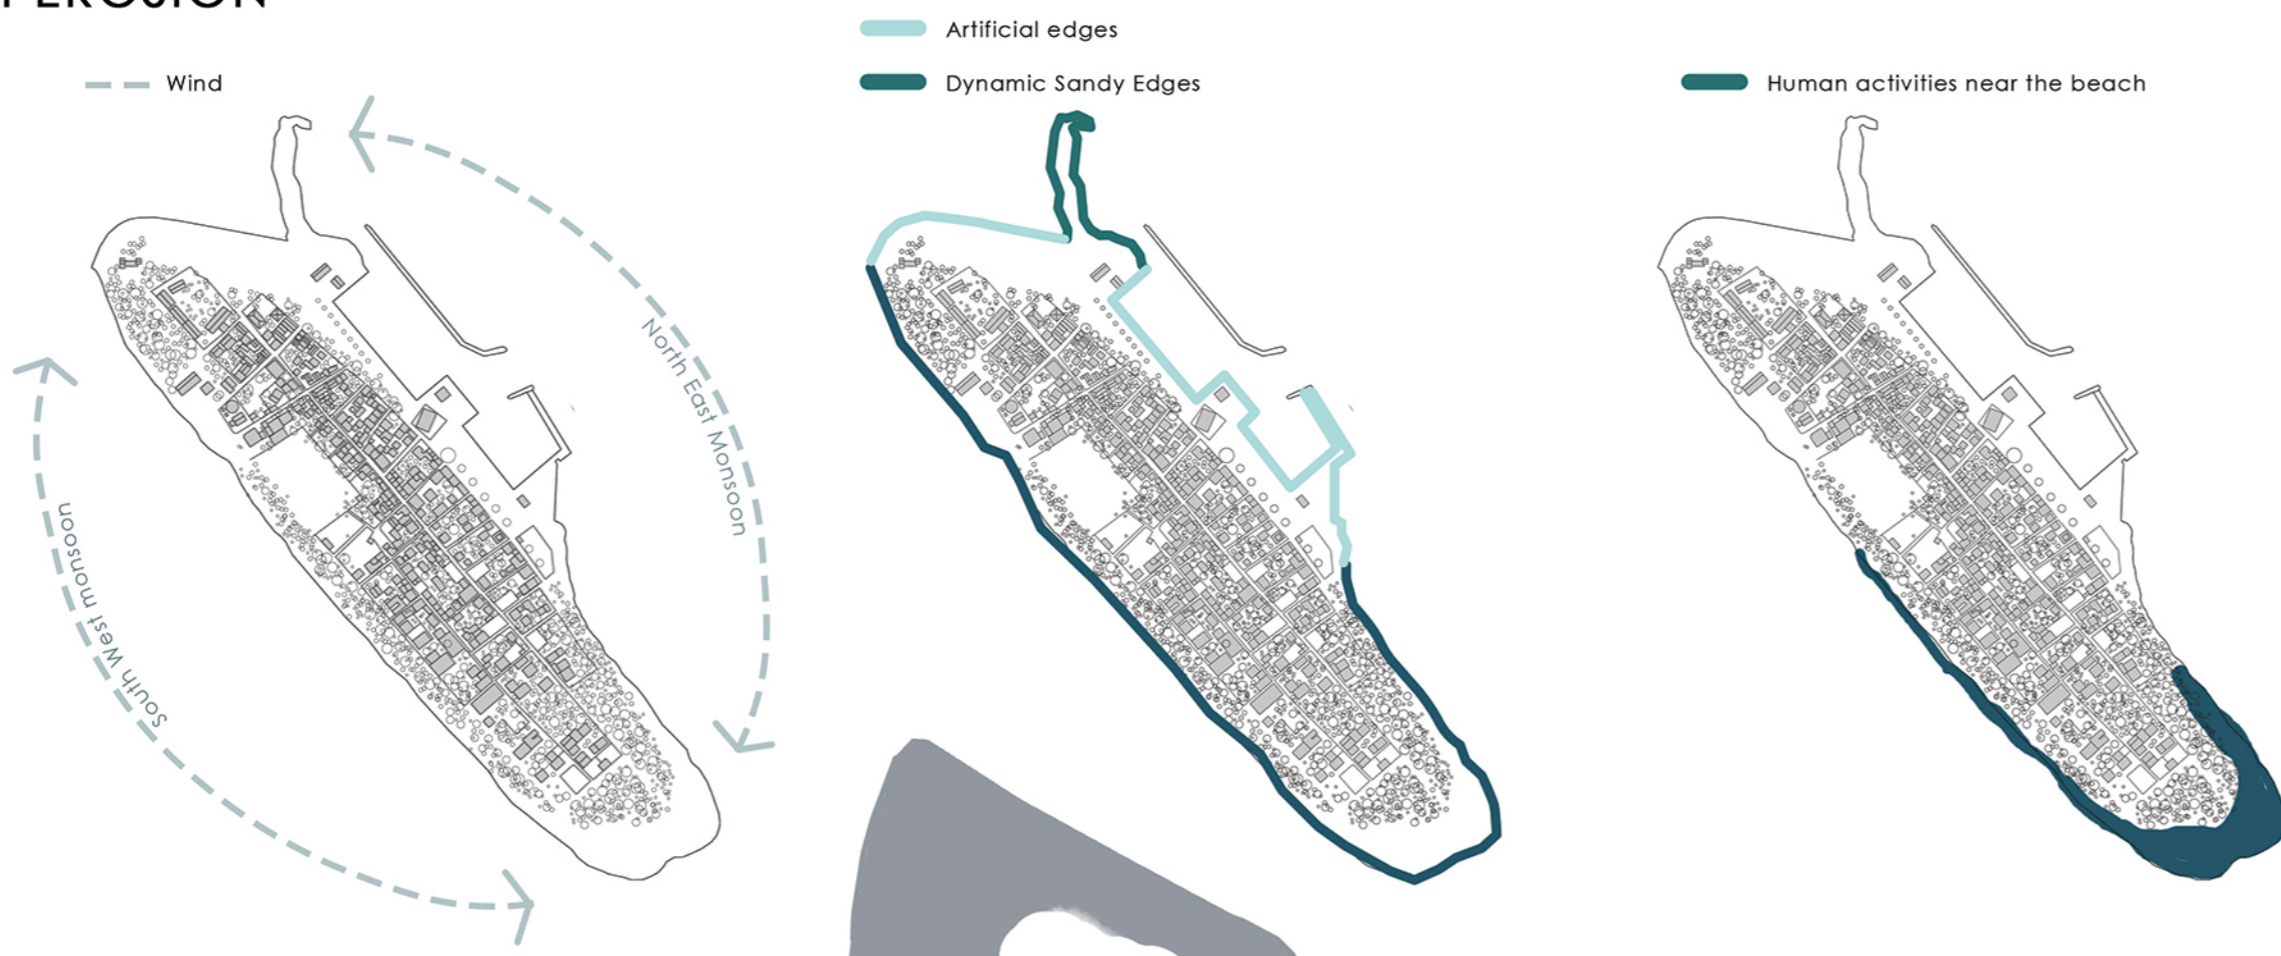 Wind
North East Monsoon
South West monsoon
Artificial edges
Dynamic Sandy Edges
Human activities near the beach